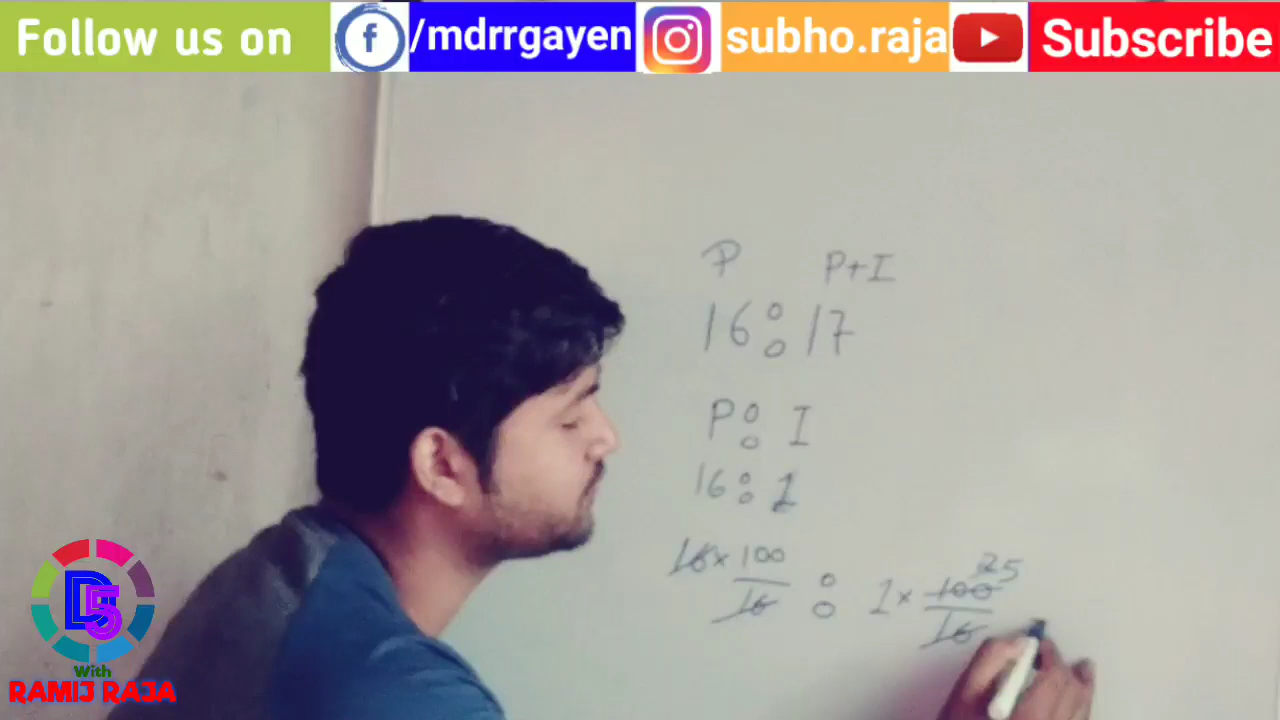 Follow us on /mdrrgayen subho.raja Subscribe
P P+I
16 : 17
P : I
16 : 1
16 × 100 / 16 : 1 × 100 / 16
25
D5
With
RAMIJ RAJA